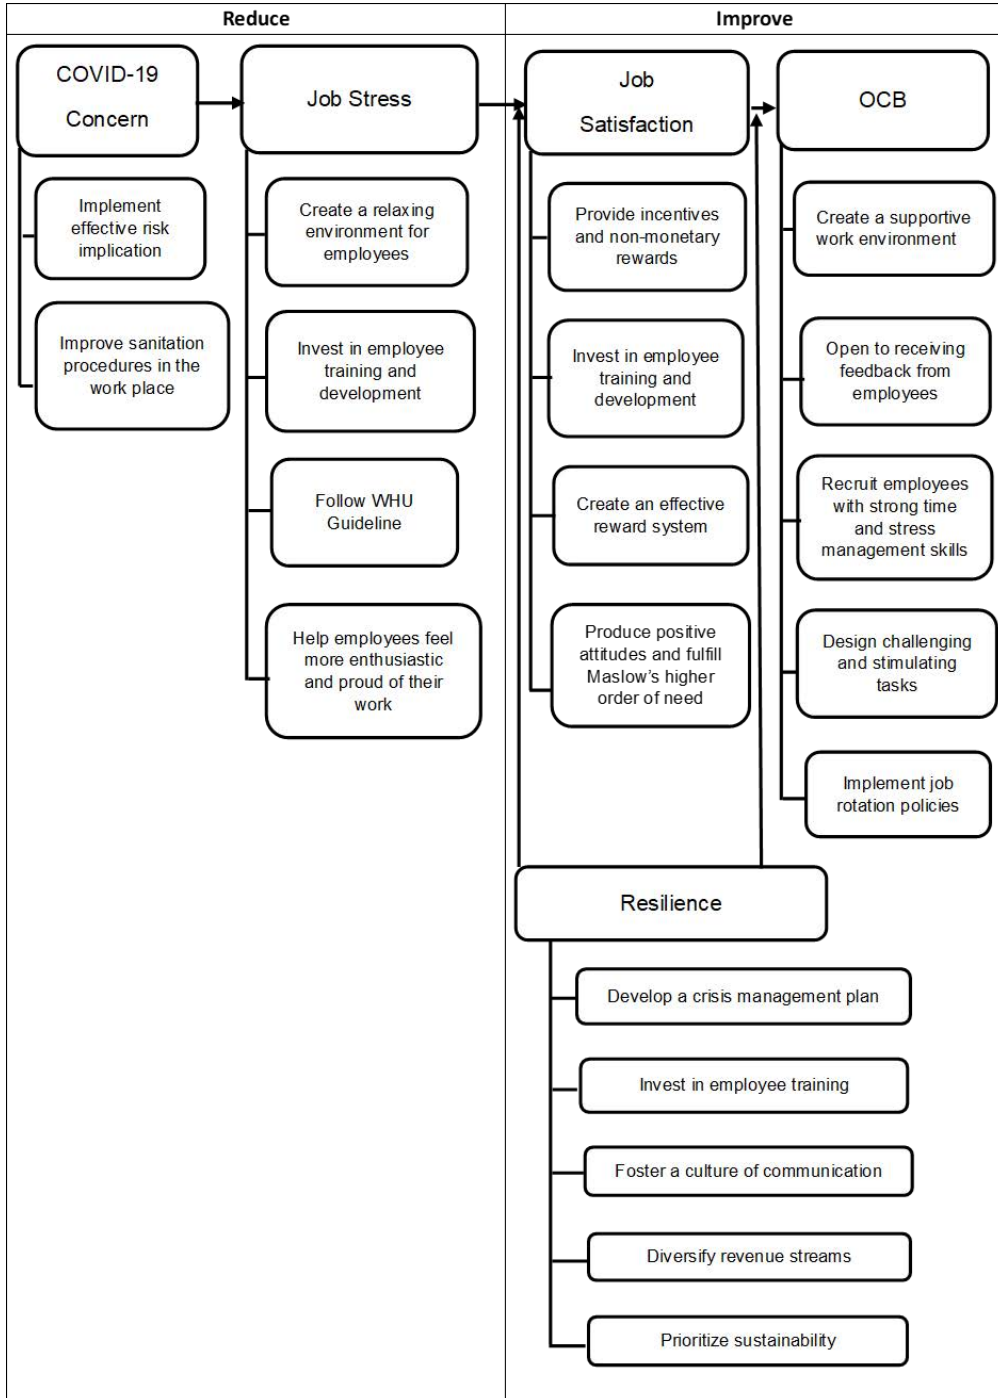 Reduce
Improve
COVID-19
Concern
Job Stress
Job
Satisfaction
OCB
Implement
effective risk
implication
Improve sanitation
procedures in the
work place
Create a relaxing
environment for
employees
Invest in employee
training and
development
Follow WHU
Guideline
Help employees feel
more enthusiastic
and proud of their
work
Provide incentives
and non-monetary
rewards
Invest in employee
training and
development
Create an effective
reward system
Produce positive
attitudes and fulfill
Maslow's higher
order of need
Create a supportive
work environment
Open to receiving
feedback from
employees
Recruit employees
with strong time
and stress
management skills
Design challenging
and stimulating
tasks
Implement job
rotation policies
Resilience
Develop a crisis management plan
Invest in employee training
Foster a culture of communication
Diversify revenue streams
Prioritize sustainability